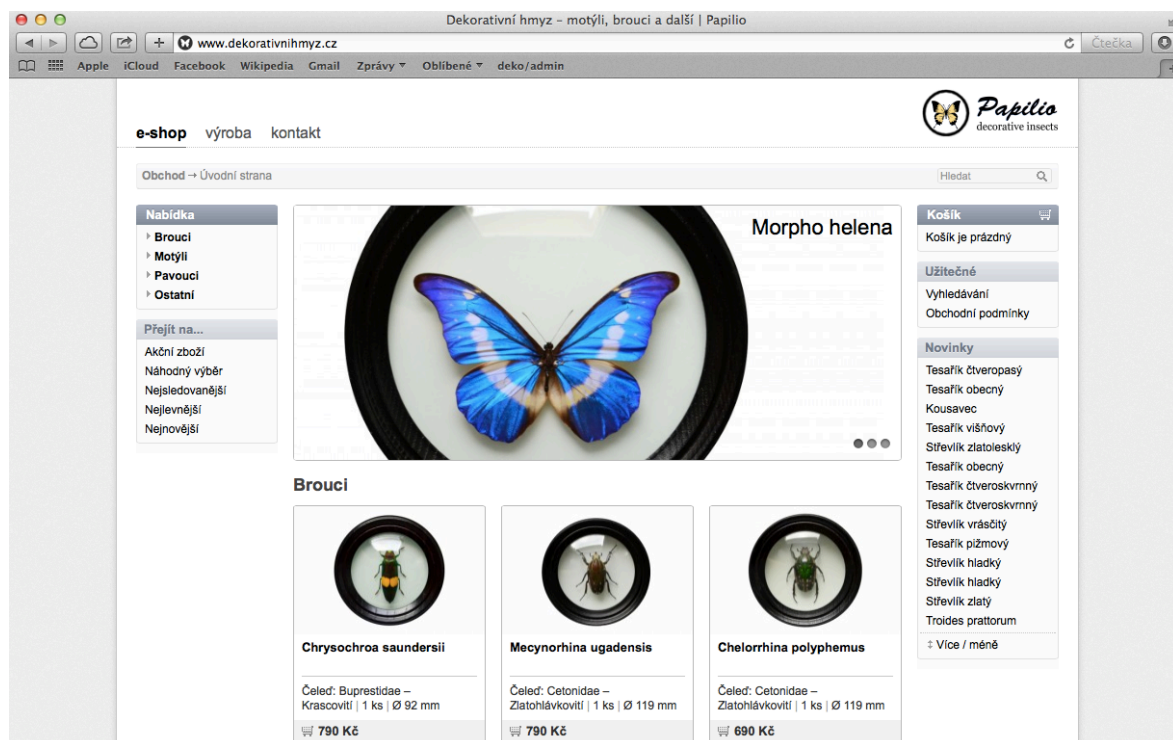 Dekorativní hmyz – motýli, brouci a další | Papilio
www.dekorativnihmyz.cz
Čtečka
Apple iCloud Facebook Wikipedia Gmail Zprávy Oblíbené deko/admin
Papilio
decorative insects
e-shop výroba kontakt
Obchod → Úvodní strana
Hledat
Nabídka
Brouci
Motýli
Pavouci
Ostatní
Přejít na...
Akční zboží
Náhodný výběr
Nejsledovanější
Nejlevnější
Nejnovější
Morpho helena
Brouci
Chrysochroa saundersii
Čeleď: Buprestidae –
Krascovití | 1 ks | Ø 92 mm
790 Kč
Mecynorhina ugadensis
Čeleď: Cetonidae –
Zlatohlávkovití | 1 ks | Ø 119 mm
790 Kč
Chelorrhina polyphemus
Čeleď: Cetonidae –
Zlatohlávkovití | 1 ks | Ø 119 mm
690 Kč
Košík
Košík je prázdný
Užitečné
Vyhledávání
Obchodní podmínky
Novinky
Tesařík čtveropasý
Tesařík obecný
Kousavec
Tesařík višňový
Střevlík zlatolesklý
Tesařík obecný
Tesařík čtveroskvrnný
Tesařík čtveroskvrnný
Střevlík vrásčitý
Tesařík pižmový
Střevlík hladký
Střevlík hladký
Střevlík zlatý
Troides prattorum
↕ Více / méně